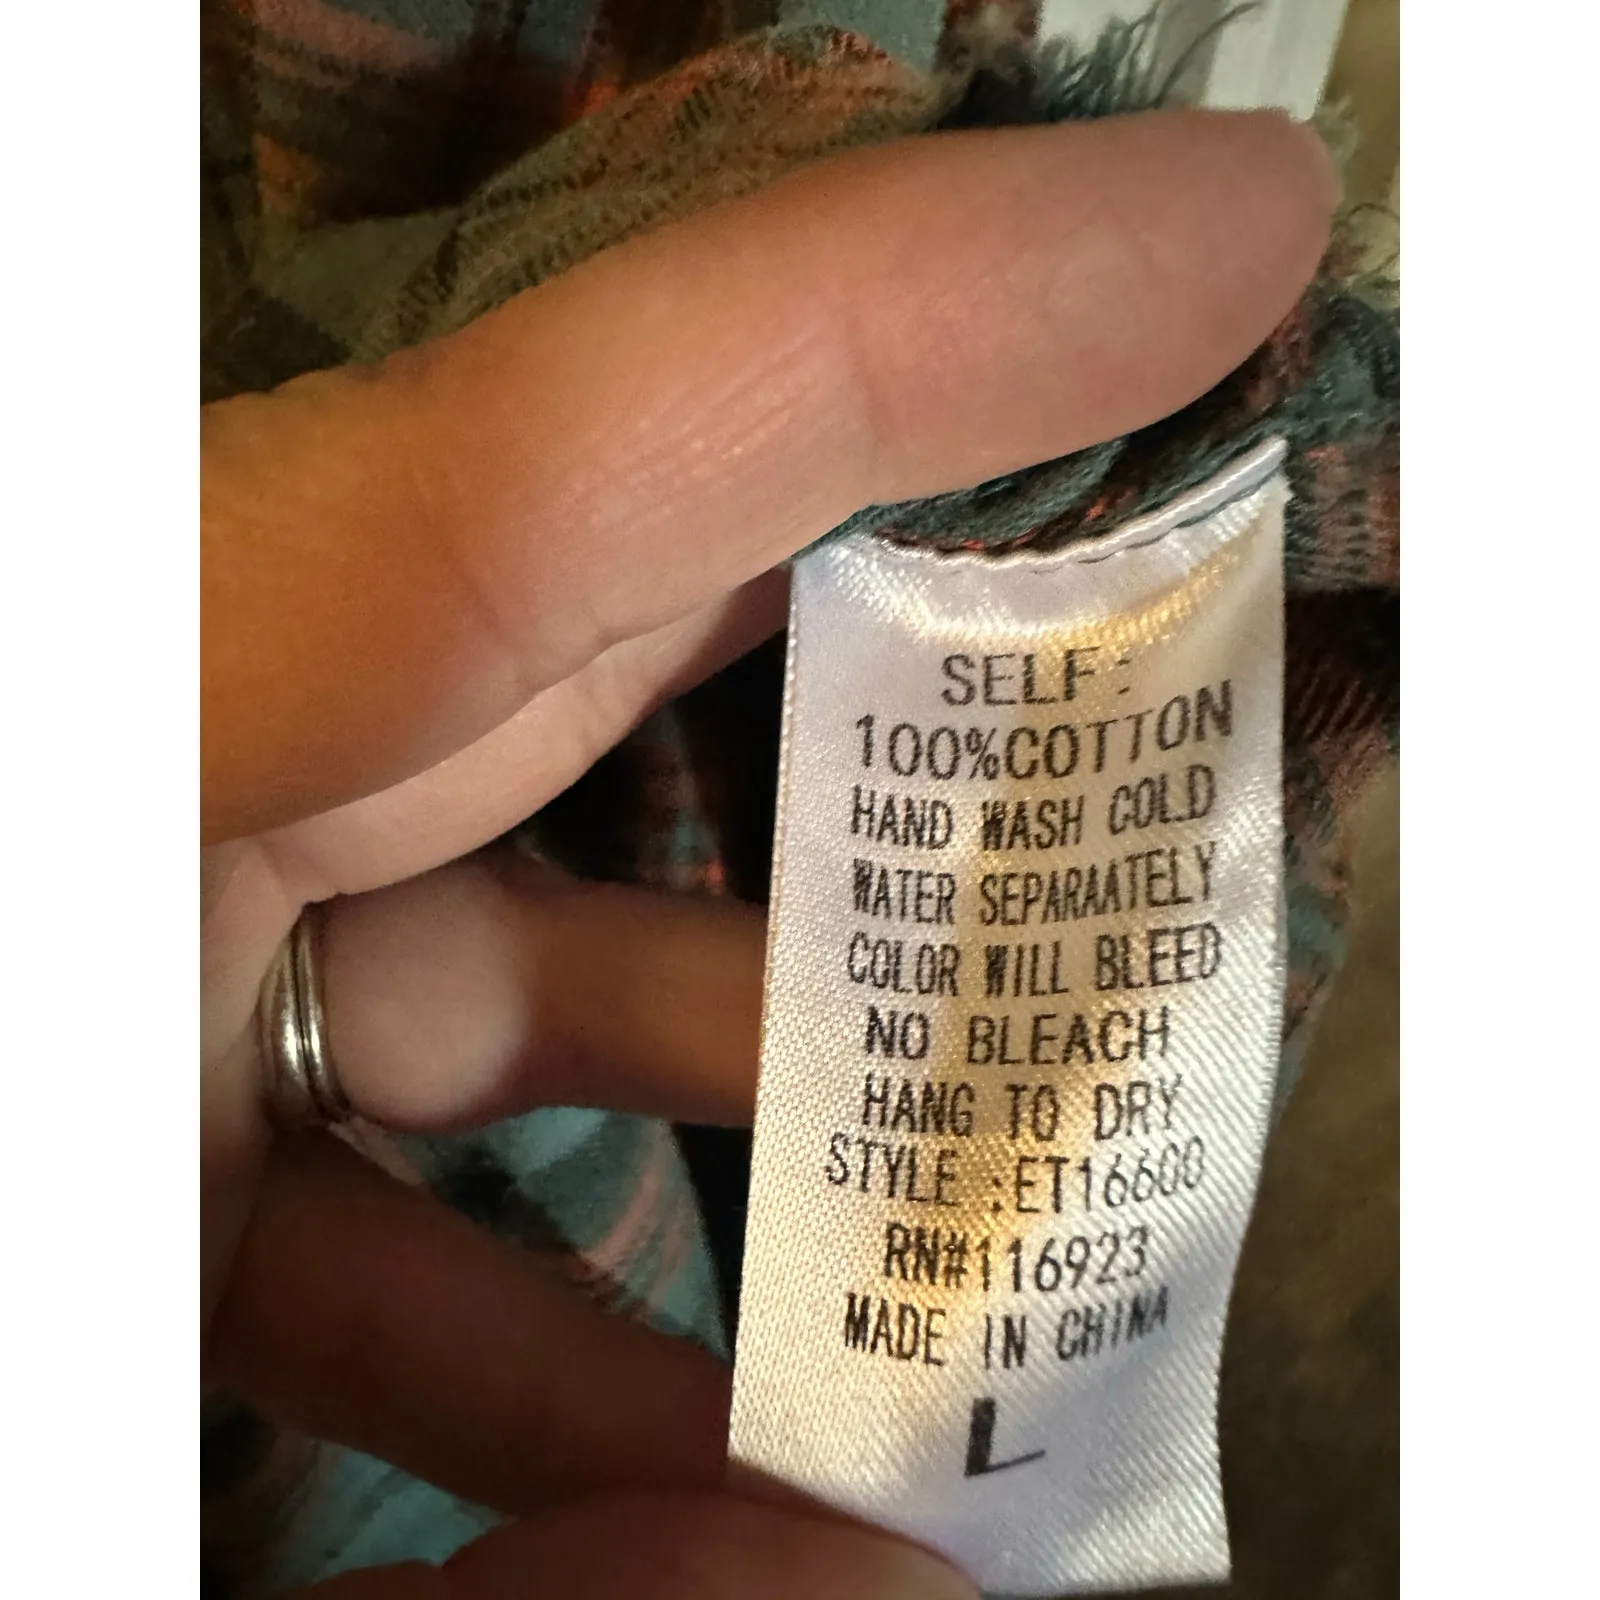 SELF:
100%COTTON
HAND WASH COLD
WATER SEPARAATELY
COLOR WILL BLEED
NO BLEACH
HANG TO DRY
STYLE :ET16600
RN#116923
MADE IN CHINA
L